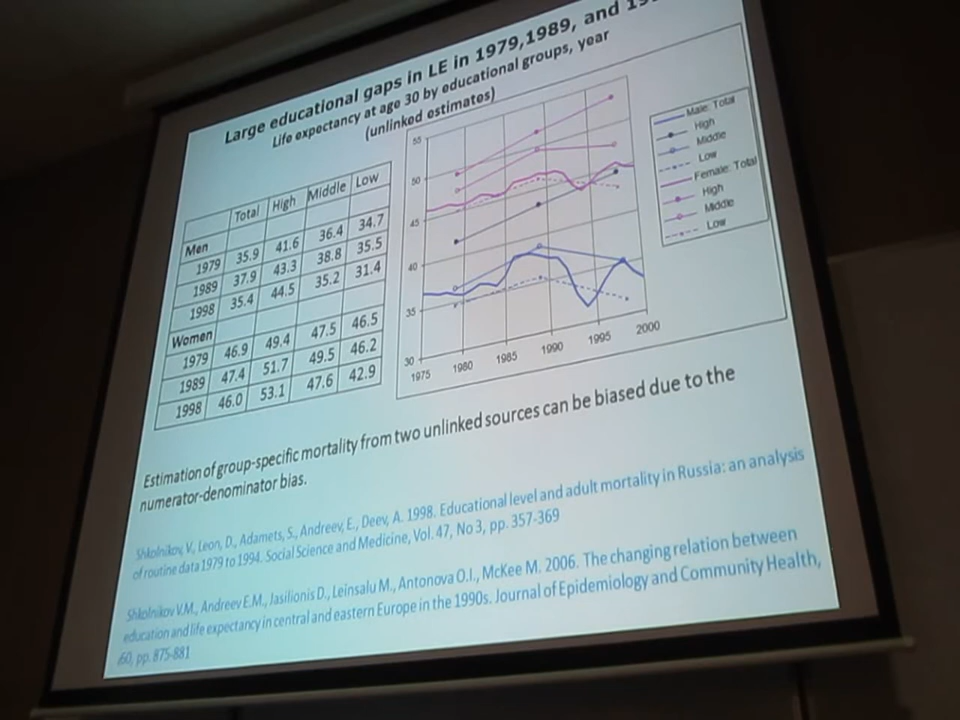 Large educational gaps in LE in 1979,1989, and
Life expectancy at age 30 by educational groups, year
(unlinked estimates)
Total High Middle Low
Men
1979 35.9 41.6 36.4 34.7
1989 37.9 43.3 38.8 35.5
1998 35.4 44.5 35.2 31.4
Women
1979 46.9 49.4 47.5 46.5
1989 47.4 51.7 49.5 46.2
1998 46.0 53.1 47.6 42.9
55
50
45
40
35
30
1975 1980 1985 1990 1995 2000
Male: Total
High
Middle
Low
Female: Total
High
Middle
Low
Estimation of group-specific mortality from two unlinked sources can be biased due to the
numerator-denominator bias.
Shkolnikov, V., Leon, D., Adamets, S., Andreev, E., Deev, A. 1998. Educational level and adult mortality in Russia: an analysis
of routine data 1979 to 1994. Social Science and Medicine, Vol. 47, No 3, pp. 357-369
Shkolnikov V.M., Andreev E.M., Jasilionis D., Leinsalu M., Antonova O.I., McKee M. 2006. The changing relation between
education and life expectancy in central and eastern Europe in the 1990s. Journal of Epidemiology and Community Health,
60, pp. 875-881